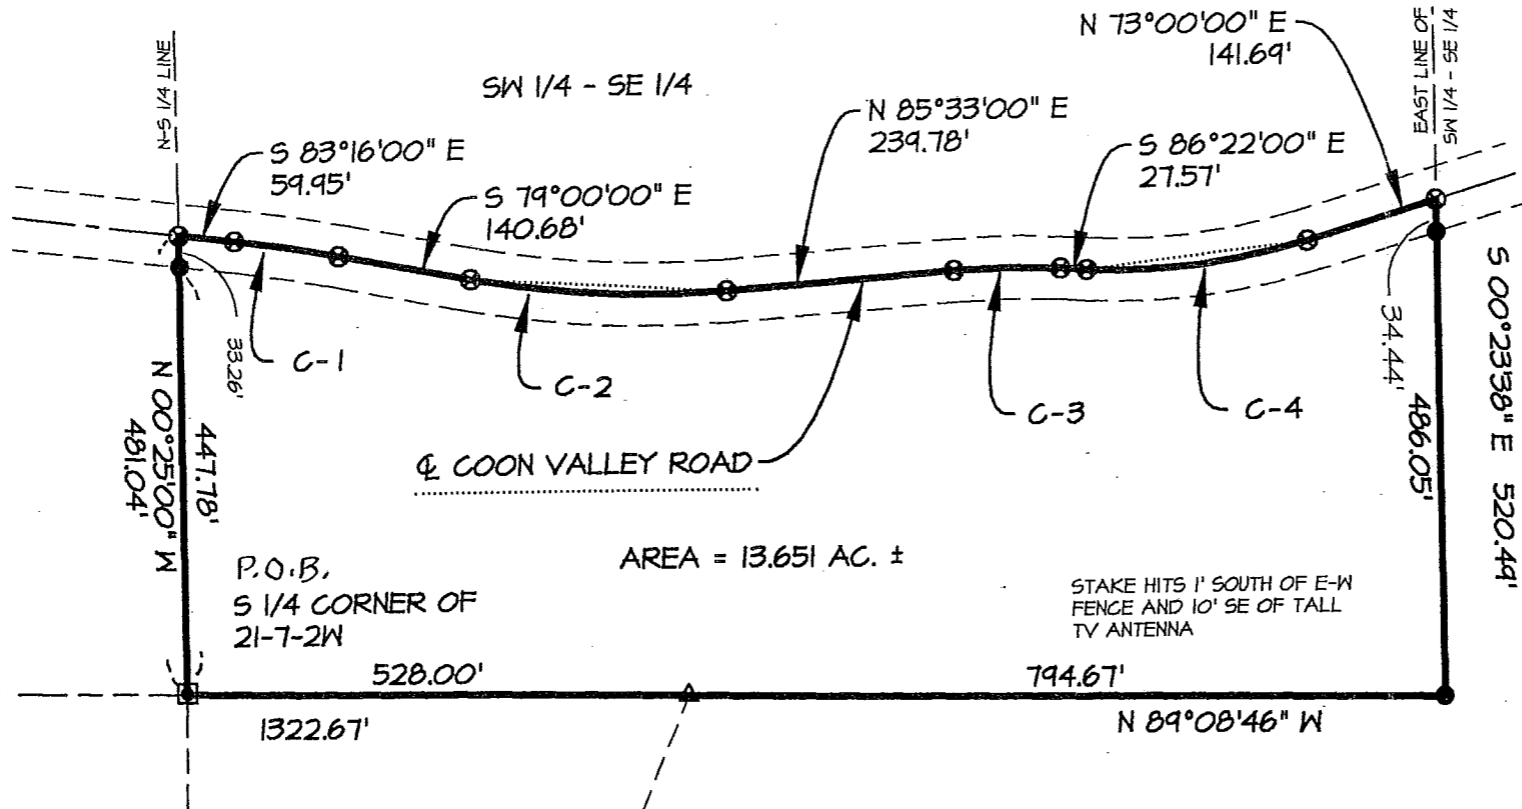 N-S 1/4 LINE
SW 1/4 - SE 1/4
N 73°00'00" E
141.69'
EAST LINE OF
SW 1/4 - SE 1/4
S 83°16'00" E
59.95'
S 79°00'00" E
140.68'
N 85°33'00" E
239.78'
S 86°22'00" E
27.57'
33.26'
C-1
C-2
C-3
C-4
34.44'
N 00°25'00" W
481.04'
447.78'
℄ COON VALLEY ROAD
486.05'
S 00°23'38" E 520.49'
P.O.B.
S 1/4 CORNER OF
21-7-2W
AREA = 13.651 AC. ±
STAKE HITS 1' SOUTH OF E-W
FENCE AND 10' SE OF TALL
TV ANTENNA
528.00'
794.67'
1322.67'
N 89°08'46" W